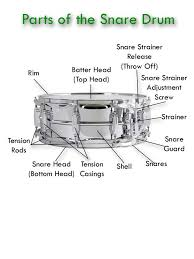 Parts of the Snare Drum
Snare Strainer
Release
(Throw Off)
Batter Head
(Top Head)
Rim
Snare Strainer
Adjustment
Screw
Strainer
Guard
Tension
Rods
Snare Head
(Bottom Head)
Tension
Casings
Shell
Snares